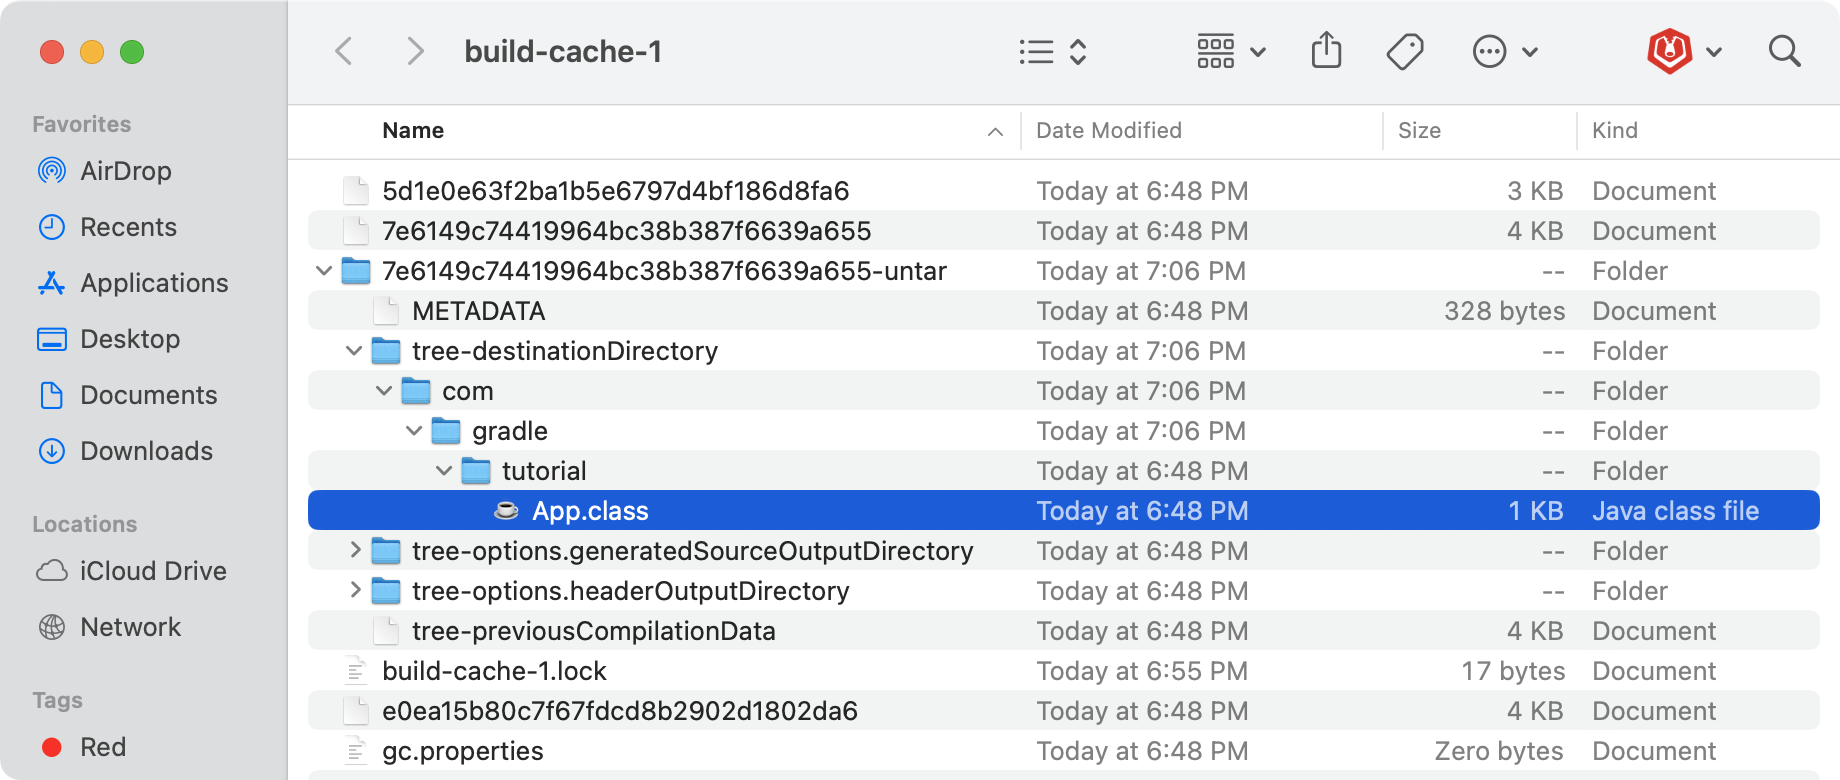 build-cache-1
Favorites
AirDrop
Recents
Applications
Desktop
Documents
Downloads
Locations
iCloud Drive
Network
Tags
Red
Name Date Modified Size Kind
5d1e0e63f2ba1b5e6797d4bf186d8fa6 Today at 6:48 PM 3 KB Document
7e6149c74419964bc38b387f6639a655 Today at 6:48 PM 4 KB Document
7e6149c74419964bc38b387f6639a655-untar Today at 7:06 PM -- Folder
METADATA Today at 6:48 PM 328 bytes Document
tree-destinationDirectory Today at 7:06 PM -- Folder
com Today at 7:06 PM -- Folder
gradle Today at 7:06 PM -- Folder
tutorial Today at 6:48 PM -- Folder
App.class Today at 6:48 PM 1 KB Java class file
tree-options.generatedSourceOutputDirectory Today at 6:48 PM -- Folder
tree-options.headerOutputDirectory Today at 6:48 PM -- Folder
tree-previousCompilationData Today at 6:48 PM 4 KB Document
build-cache-1.lock Today at 6:55 PM 17 bytes Document
e0ea15b80c7f67fdcd8b2902d1802da6 Today at 6:48 PM 4 KB Document
gc.properties Today at 6:48 PM Zero bytes Document